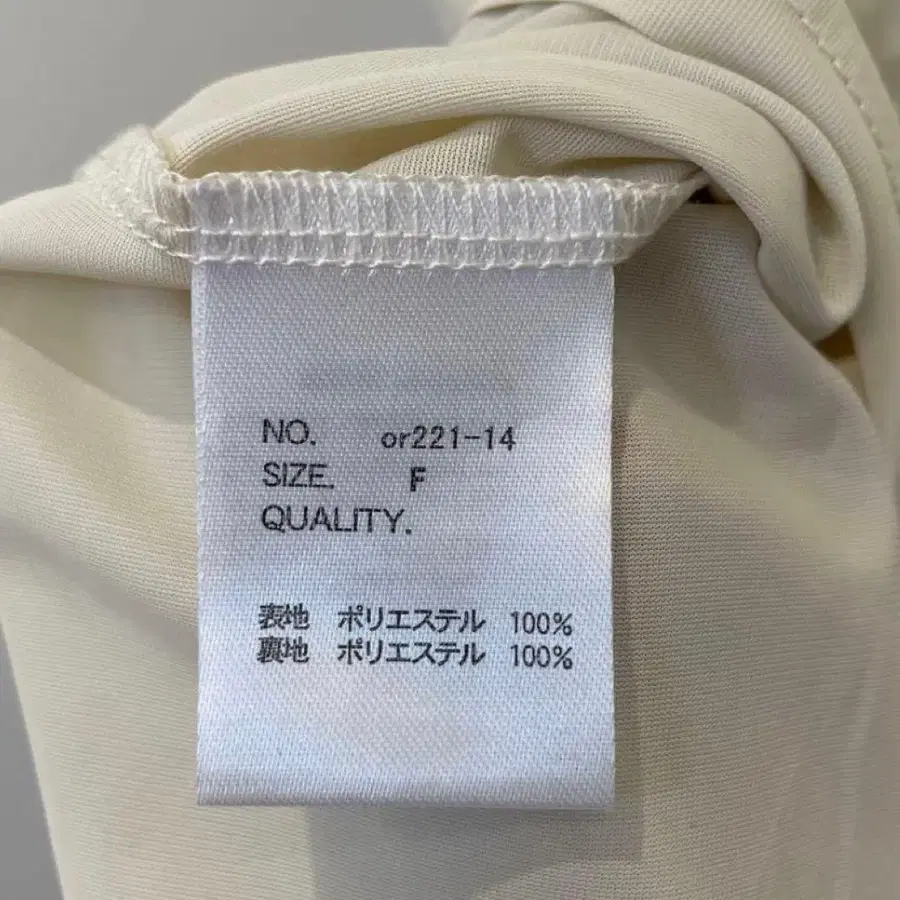 NO. or221-14
SIZE. F
QUALITY.
表地 ポリエステル 100%
裏地 ポリエステル 100%